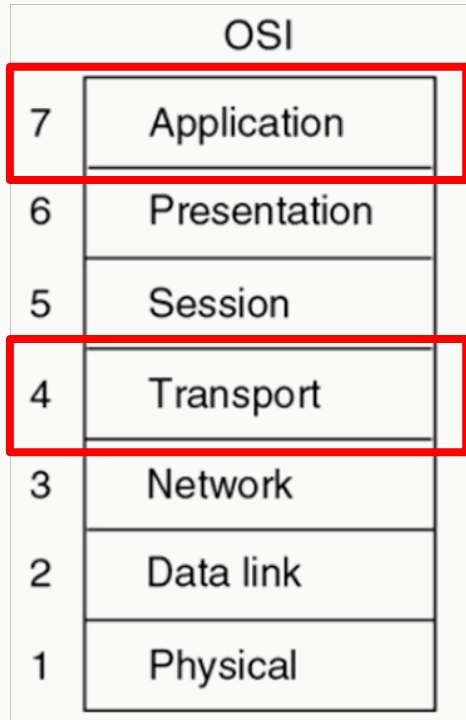 OSI
7 Application
6 Presentation
5 Session
4 Transport
3 Network
2 Data link
1 Physical